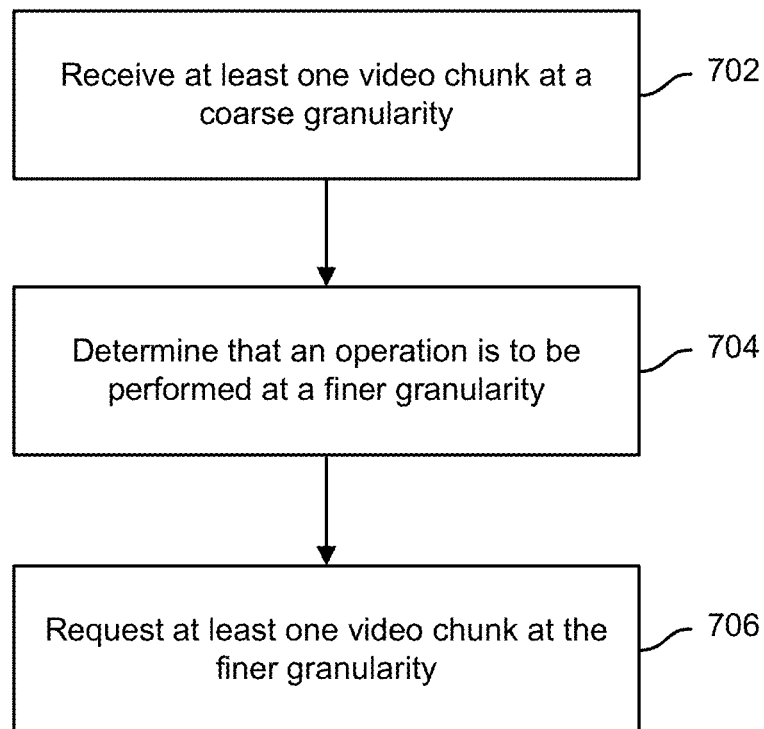 Receive at least one video chunk at a
coarse granularity
702
Determine that an operation is to be
performed at a finer granularity
704
Request at least one video chunk at the
finer granularity
706